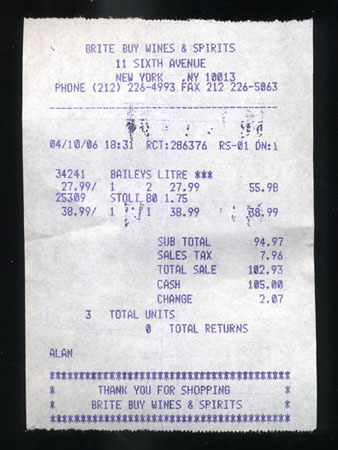 BRITE BUY WINES & SPIRITS
11 SIXTH AVENUE
NEW YORK .NY 10013
PHONE (212) 226-4993 FAX 212 226-5063
04/10/06 18:31 RCT:286376 RS-01 DN:1
34241 BAILEYS LITRE ***
27.99/ 1 2 27.99 55.98
25309 STOLI 80 1.75
38.99/ 1 1 38.99 38.99
SUB TOTAL 94.97
SALES TAX 7.96
TOTAL SALE 102.93
CASH 105.00
CHANGE 2.07
3 TOTAL UNITS
0 TOTAL RETURNS
ALAN
****************************************
* THANK YOU FOR SHOPPING *
* BRITE BUY WINES & SPIRITS *
****************************************